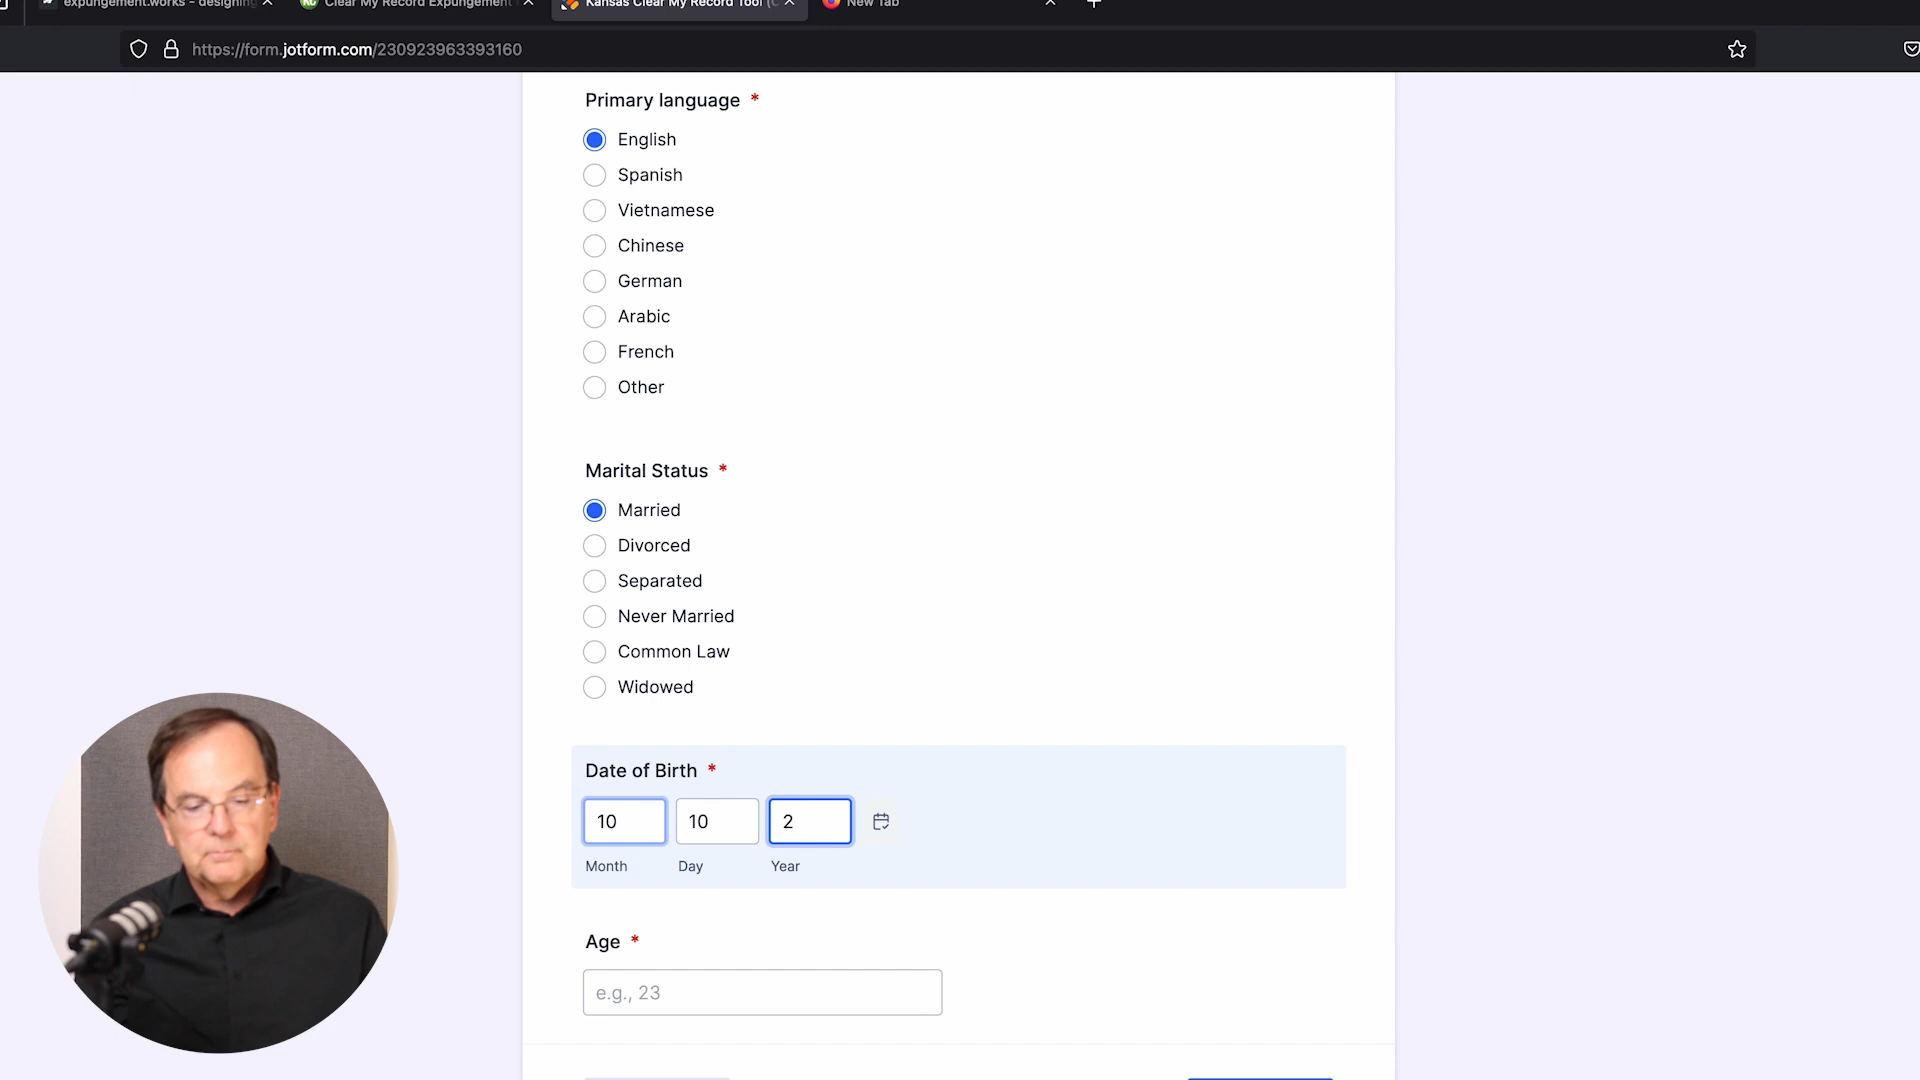 expungement.works - designing
Clear My Record Expungement
Kansas Clear My Record Tool (C
New Tab
https://form.jotform.com/230923963393160
Primary language *
English
Spanish
Vietnamese
Chinese
German
Arabic
French
Other
Marital Status *
Married
Divorced
Separated
Never Married
Common Law
Widowed
Date of Birth *
10 10 2
Month Day Year
Age *
e.g., 23